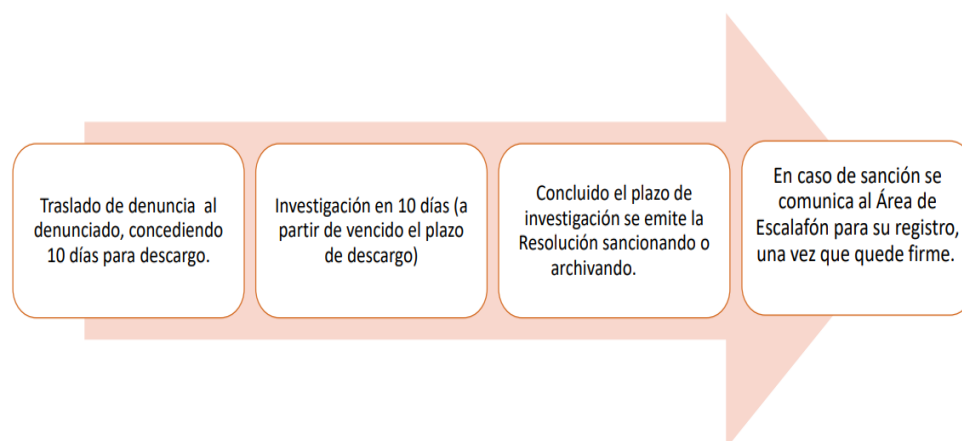 Traslado de denuncia al
denunciado, concediendo
10 días para descargo.
Investigación en 10 días (a
partir de vencido el plazo
de descargo)
Concluido el plazo de
investigación se emite la
Resolución sancionando o
archivando.
En caso de sanción se
comunica al Área de
Escalafón para su registro,
una vez que quede firme.